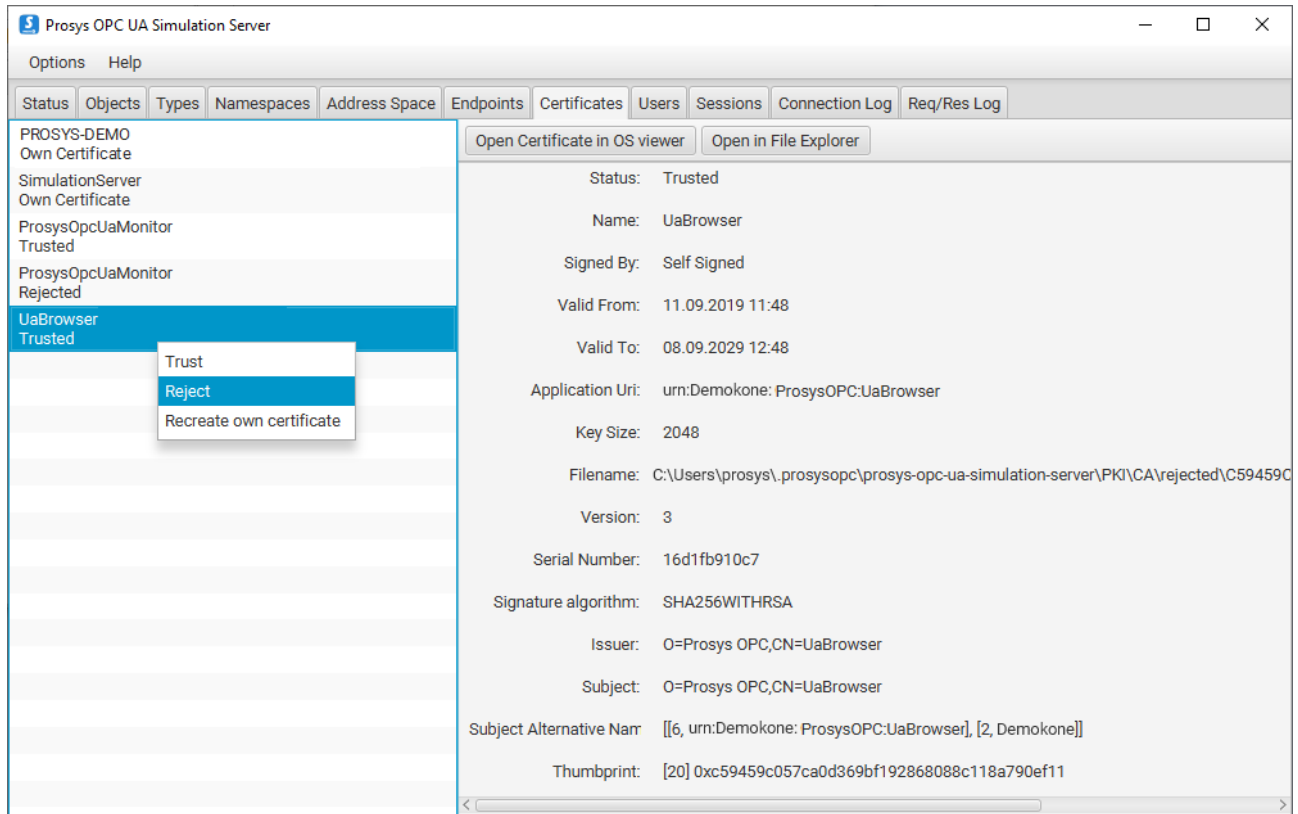 Prosys OPC UA Simulation Server
Options Help
Status Objects Types Namespaces Address Space Endpoints Certificates Users Sessions Connection Log Req/Res Log
PROSYS-DEMO
Own Certificate
SimulationServer
Own Certificate
ProsysOpcUaMonitor
Trusted
ProsysOpcUaMonitor
Rejected
UaBrowser
Trusted
Trust
Reject
Recreate own certificate
Open Certificate in OS viewer Open in File Explorer
Status: Trusted
Name: UaBrowser
Signed By: Self Signed
Valid From: 11.09.2019 11:48
Valid To: 08.09.2029 12:48
Application Uri: urn:Demokone: ProsysOPC:UaBrowser
Key Size: 2048
Filename: C:\Users\prosys\.prosysopc\prosys-opc-ua-simulation-server\PKI\CA\rejected\C59459C
Version: 3
Serial Number: 16d1fb910c7
Signature algorithm: SHA256WITHRSA
Issuer: O=Prosys OPC,CN=UaBrowser
Subject: O=Prosys OPC,CN=UaBrowser
Subject Alternative Nam [[6, urn:Demokone: ProsysOPC:UaBrowser], [2, Demokone]]
Thumbprint: [20] 0xc59459c057ca0d369bf192868088c118a790ef11